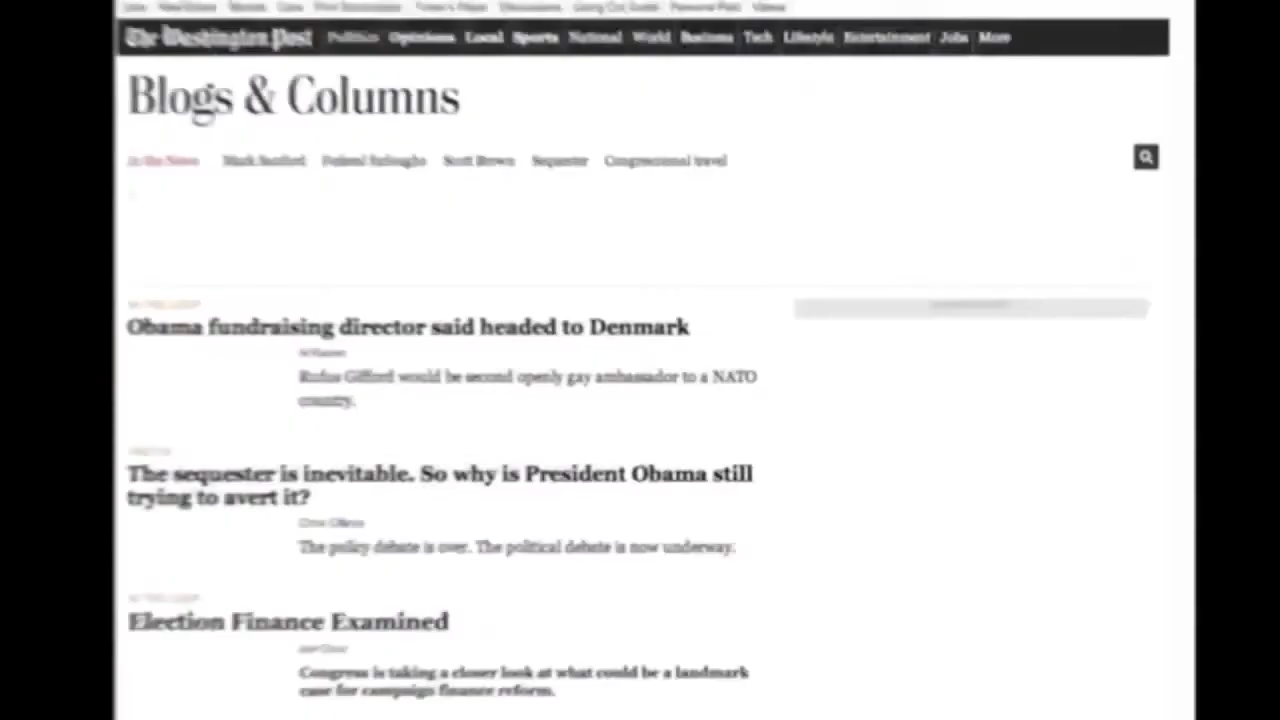 The Washington Post Politics Opinions Local Sports National World Business Tech Lifestyle Entertainment Jobs More
Blogs & Columns
In the News Mark Sanford Federal furloughs Scott Brown Sequester Congressional travel
Obama fundraising director said headed to Denmark
Rufus Gifford would be second openly gay ambassador to a NATO
country.
The sequester is inevitable. So why is President Obama still
trying to avert it?
The policy debate is over. The political debate is now underway.
Election Finance Examined
Congress is taking a closer look at what could be a landmark
case for campaign finance reform.